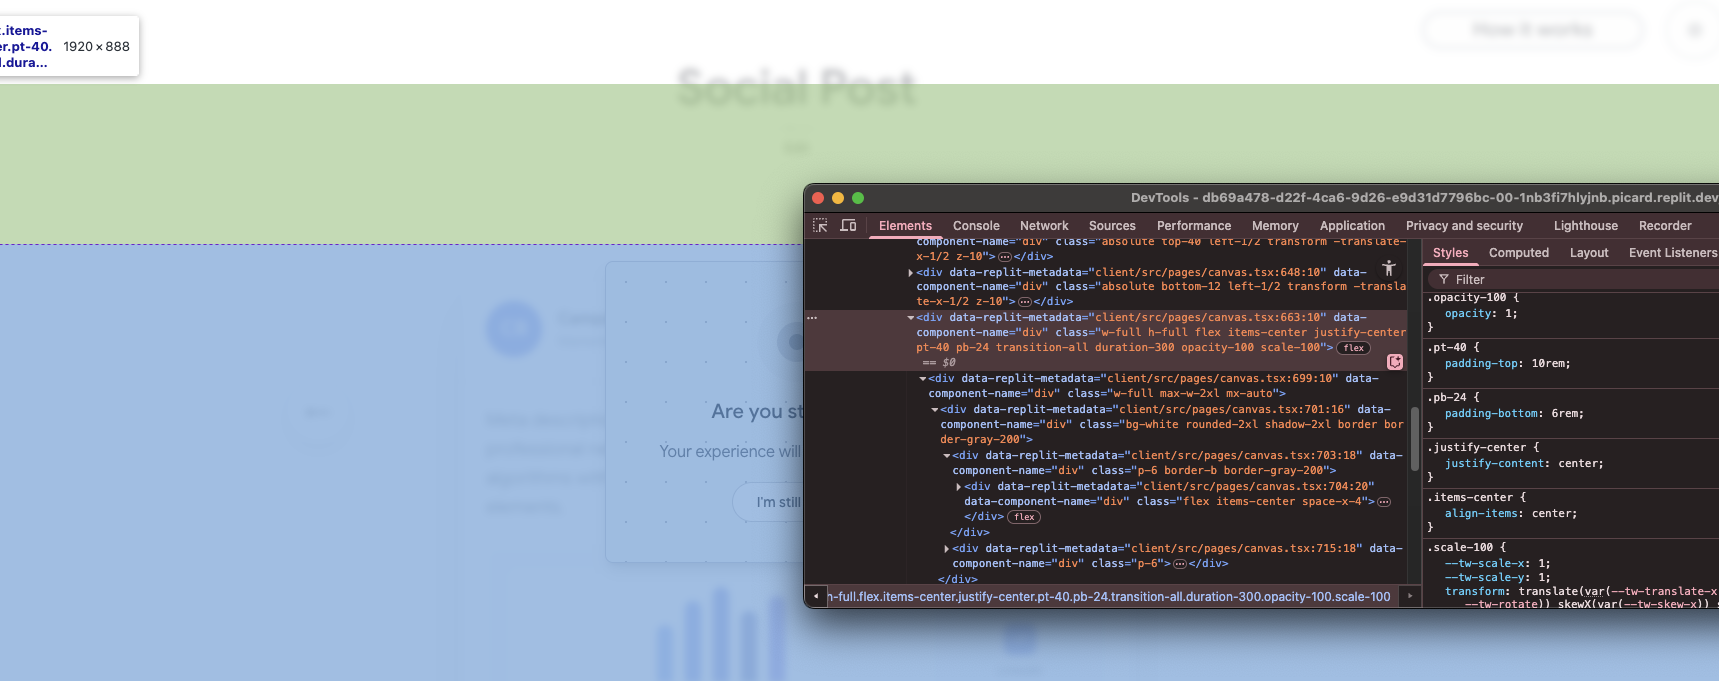 .items-
er.pt-40. 1920 × 888
l.dura...
How it works
Social Post
DevTools - db69a478-d22f-4ca6-9d26-e9d31d7796bc-00-1nb3fi7hlyjnb.picard.replit.dev
Elements Console Network Sources Performance Memory Application Privacy and security Lighthouse Recorder
component-name="div" class="absolute top-40 left-1/2 transform -translate-
x-1/2 z-10"> … </div>
<div data-replit-metadata="client/src/pages/canvas.tsx:648:10" data-
component-name="div" class="absolute bottom-12 left-1/2 transform -transla
te-x-1/2 z-10"> … </div>
<div data-replit-metadata="client/src/pages/canvas.tsx:663:10" data-
component-name="div" class="w-full h-full flex items-center justify-center
pt-40 pb-24 transition-all duration-300 opacity-100 scale-100"> flex
== $0
<div data-replit-metadata="client/src/pages/canvas.tsx:699:10" data-
component-name="div" class="w-full max-w-2xl mx-auto">
<div data-replit-metadata="client/src/pages/canvas.tsx:701:16" data-
component-name="div" class="bg-white rounded-2xl shadow-2xl border bor
der-gray-200">
<div data-replit-metadata="client/src/pages/canvas.tsx:703:18" data-
component-name="div" class="p-6 border-b border-gray-200">
<div data-replit-metadata="client/src/pages/canvas.tsx:704:20"
data-component-name="div" class="flex items-center space-x-4"> …
</div> flex
</div>
<div data-replit-metadata="client/src/pages/canvas.tsx:715:18" data-
component-name="div" class="p-6"> … </div>
</div>
h-full.flex.items-center.justify-center.pt-40.pb-24.transition-all.duration-300.opacity-100.scale-100
Styles Computed Layout Event Listeners
Filter
.opacity-100 {
opacity: 1;
}
.pt-40 {
padding-top: 10rem;
}
.pb-24 {
padding-bottom: 6rem;
}
.justify-center {
justify-content: center;
}
.items-center {
align-items: center;
}
.scale-100 {
--tw-scale-x: 1;
--tw-scale-y: 1;
transform: translate(var(--tw-translate-x
--tw-rotate)) skewX(var(--tw-skew-x)) s
Are you st
Your experience will
I'm still